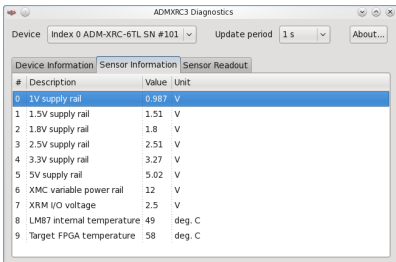 ADMXRC3 Diagnostics
Device Index 0 ADM-XRC-6TL SN #101 Update period 1 s About...
Device Information Sensor Information Sensor Readout
# Description Value Unit
0 1V supply rail 0.987 V
1 1.5V supply rail 1.51 V
2 1.8V supply rail 1.8 V
3 2.5V supply rail 2.51 V
4 3.3V supply rail 3.27 V
5 5V supply rail 5.02 V
6 XMC variable power rail 12 V
7 XRM I/O voltage 2.5 V
8 LM87 internal temperature 49 deg. C
9 Target FPGA temperature 58 deg. C